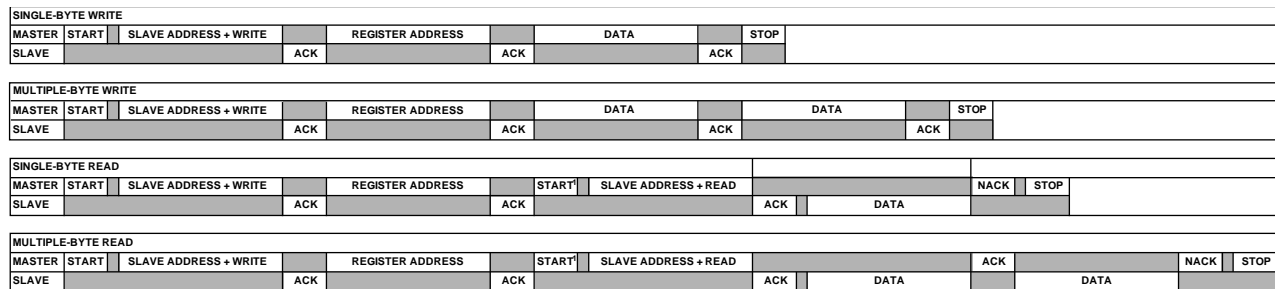 SINGLE-BYTE WRITE
MASTER START SLAVE ADDRESS + WRITE REGISTER ADDRESS DATA STOP
SLAVE ACK ACK ACK
MULTIPLE-BYTE WRITE
MASTER START SLAVE ADDRESS + WRITE REGISTER ADDRESS DATA DATA STOP
SLAVE ACK ACK ACK ACK
SINGLE-BYTE READ
MASTER START SLAVE ADDRESS + WRITE REGISTER ADDRESS START¹ SLAVE ADDRESS + READ NACK STOP
SLAVE ACK ACK ACK DATA
MULTIPLE-BYTE READ
MASTER START SLAVE ADDRESS + WRITE REGISTER ADDRESS START¹ SLAVE ADDRESS + READ ACK NACK STOP
SLAVE ACK ACK ACK DATA DATA